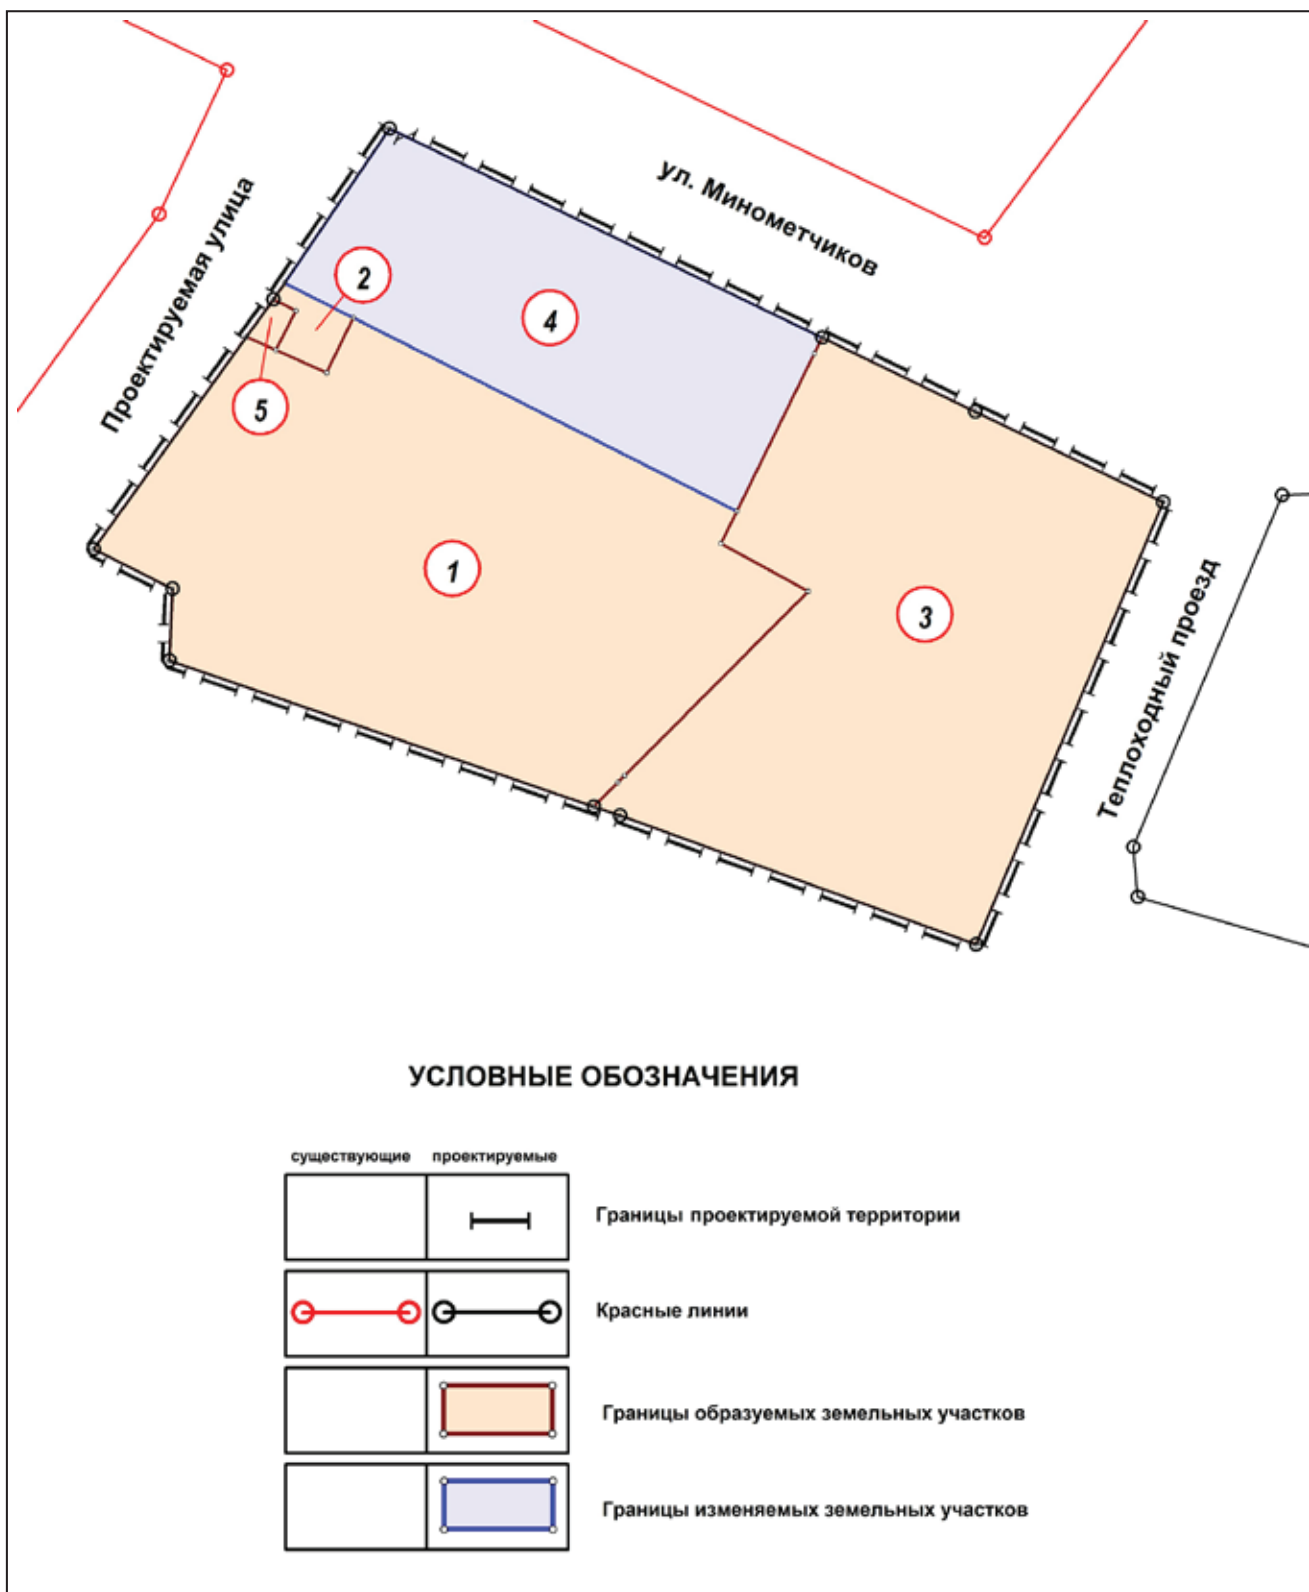 ул. Минометчиков
Проектируемая улица
2
4
5
1
3
Теплоходный проезд
УСЛОВНЫЕ ОБОЗНАЧЕНИЯ
существующие проектируемые
Границы проектируемой территории
Красные линии
Границы образуемых земельных участков
Границы изменяемых земельных участков